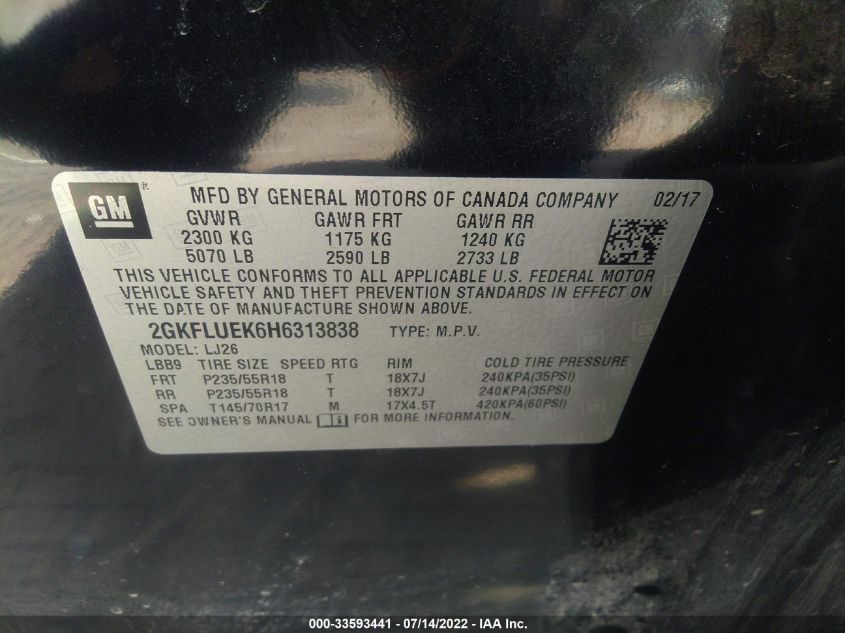 GM ® MFD BY GENERAL MOTORS OF CANADA COMPANY 02/17
GVWR GAWR FRT GAWR RR
2300 KG 1175 KG 1240 KG
5070 LB 2590 LB 2733 LB
THIS VEHICLE CONFORMS TO ALL APPLICABLE U.S. FEDERAL MOTOR
VEHICLE SAFETY AND THEFT PREVENTION STANDARDS IN EFFECT ON
THE DATE OF MANUFACTURE SHOWN ABOVE.
2GKFLUEK6H6313838 TYPE: M.P.V.
MODEL: LJ26
LBB9 TIRE SIZE SPEED RTG RIM COLD TIRE PRESSURE
FRT P235/55R18 T 18X7J 240KPA(35PSI)
RR P235/55R18 T 18X7J 240KPA(35PSI)
SPA T145/70R17 M 17X4.5T 420KPA(60PSI)
SEE OWNER'S MANUAL FOR MORE INFORMATION.
000-33593441 - 07/14/2022 - IAA Inc.